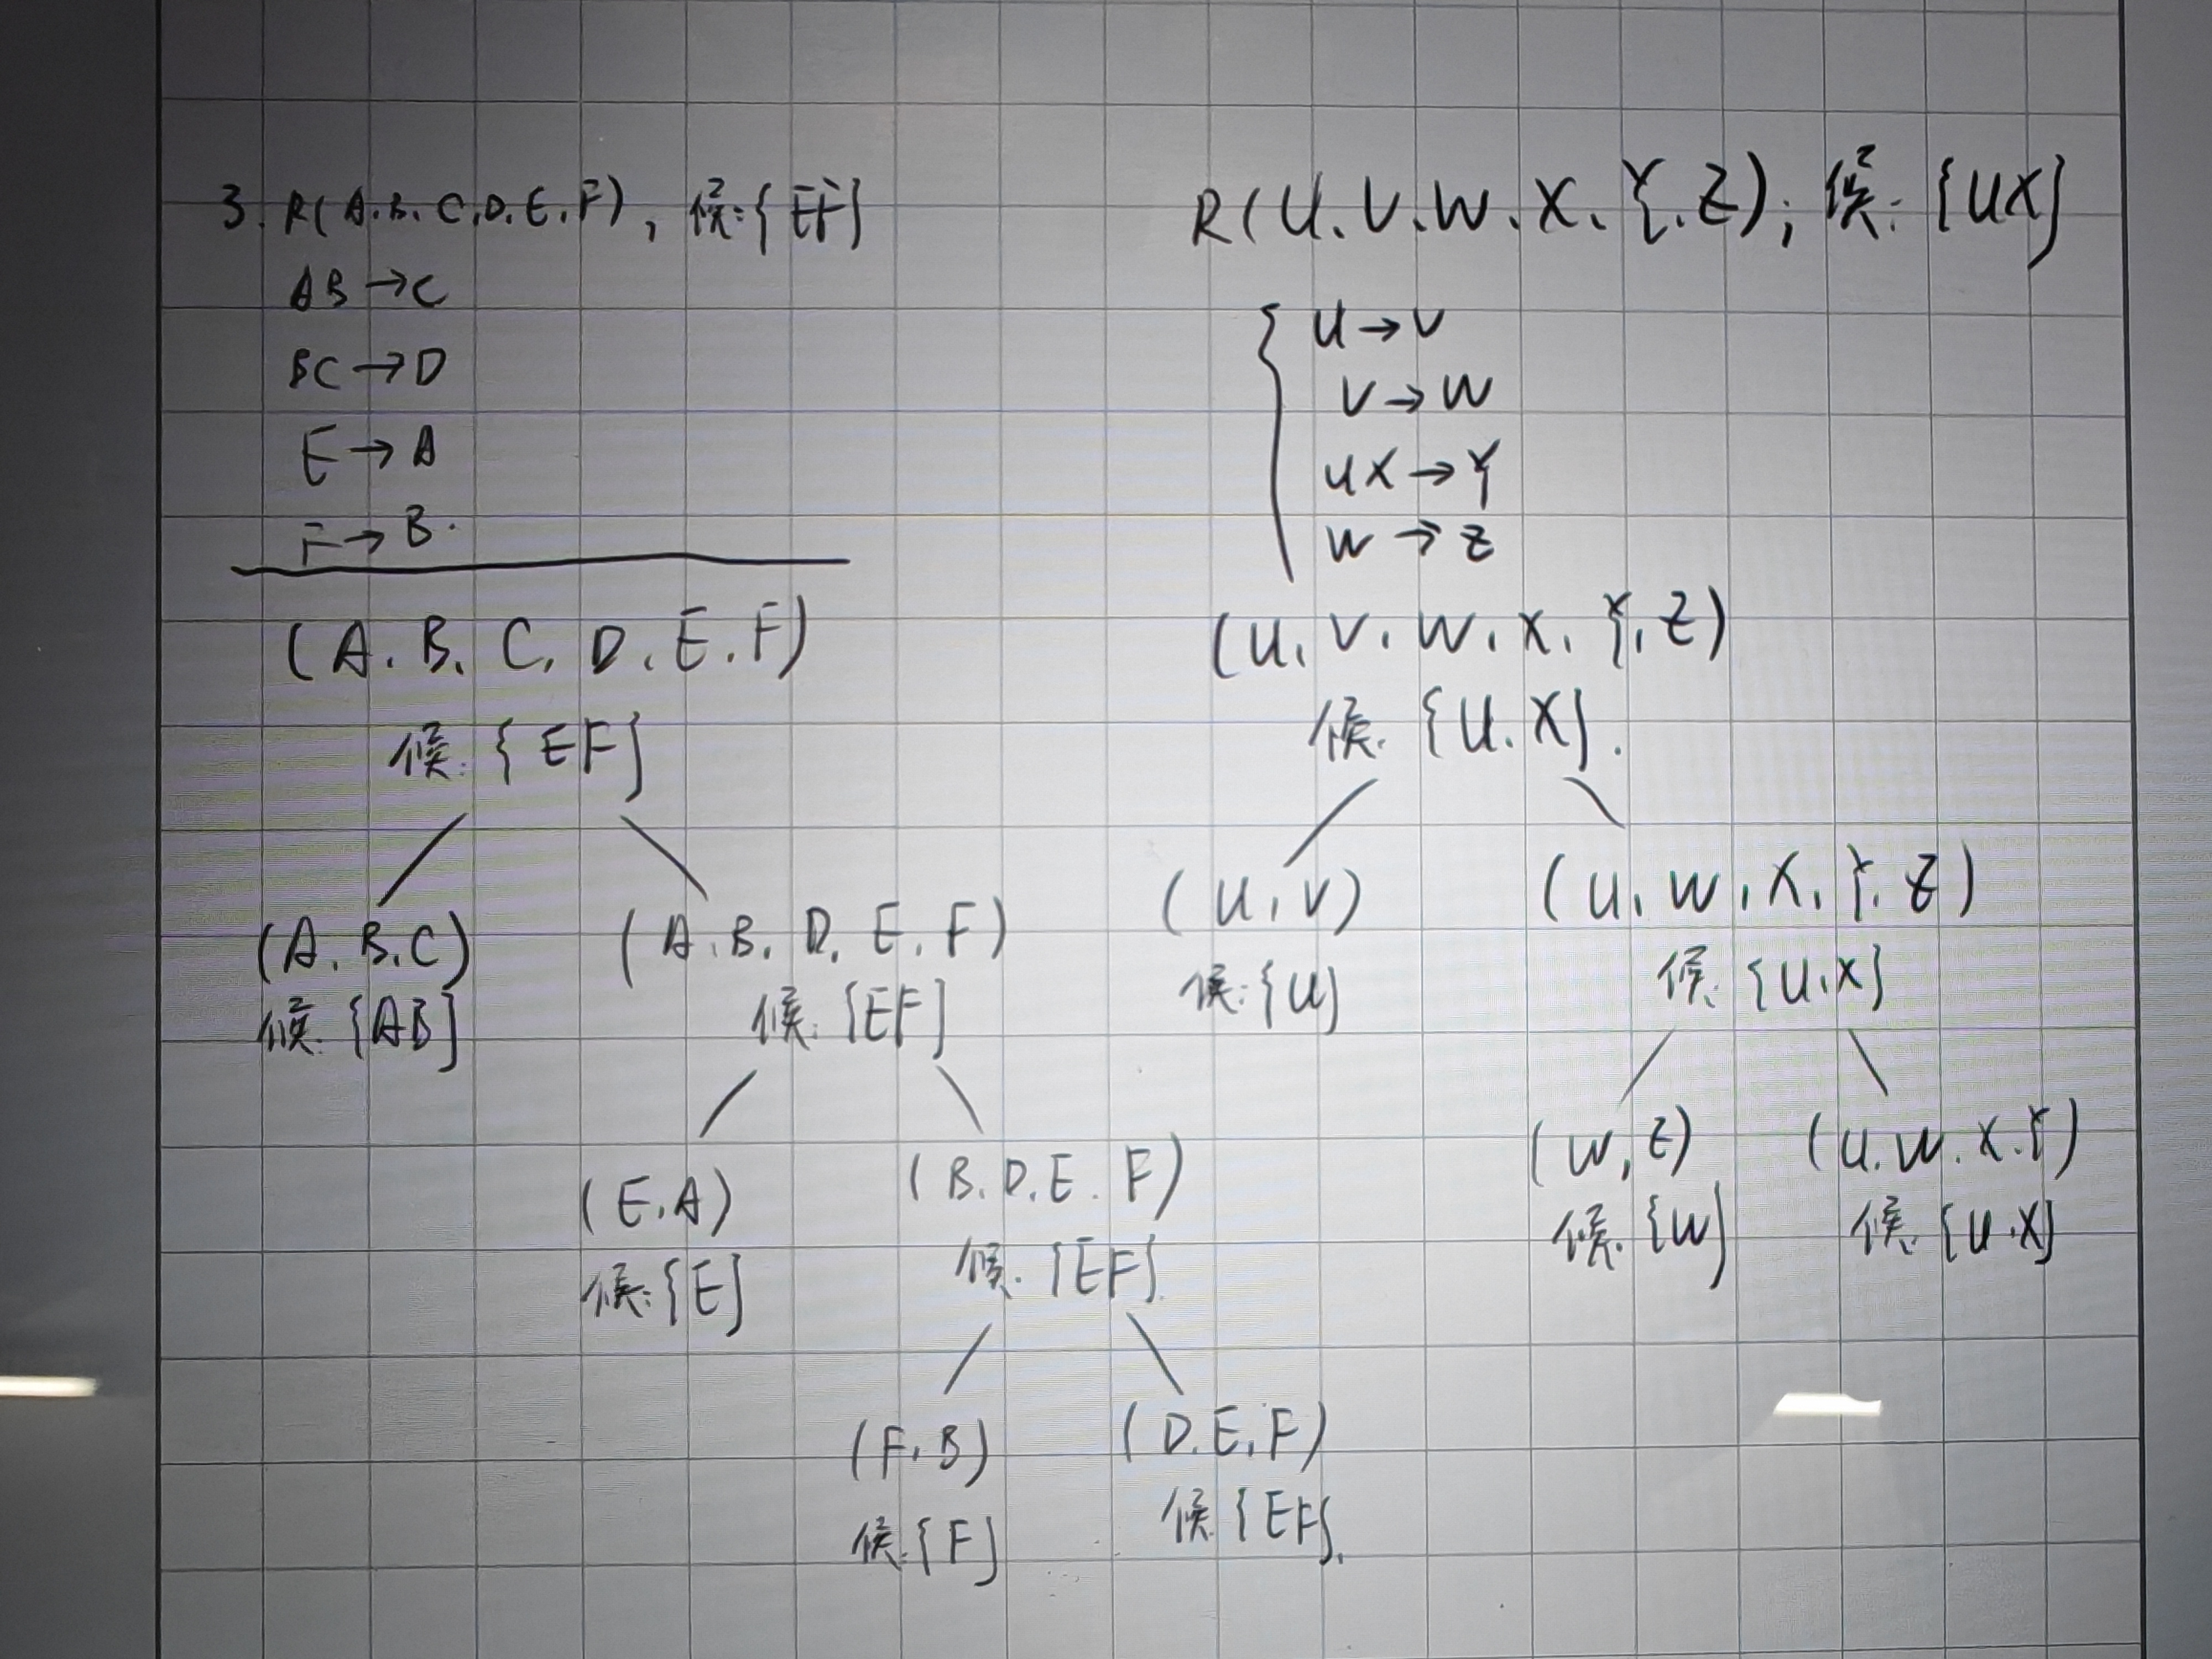 3. R(A.B.C.D.E.F), 候:{EF}
AB→C
BC→D
E→A
F→B.
(A.B.C.D.E.F)
候:{EF}
(A.B.C)
候:{AB}
(A.B.D.E.F)
候:{EF}
(E.A)
候:{E}
(B.D.E.F)
候.{EF}.
(F.B)
候:{F}
(D.E.F)
候{EF}.
R(U.V.W.X.Y.Z); 候:{UX}
U→V
V→W
UX→Y
W→Z
(U.V.W.X.Y.Z)
候.{U.X}.
(U,V)
候:{U}
(U,W,X,Y,Z)
候:{U.X}
(W,Z)
候.{W}
(U.W.X.Y)
候.{U.X}